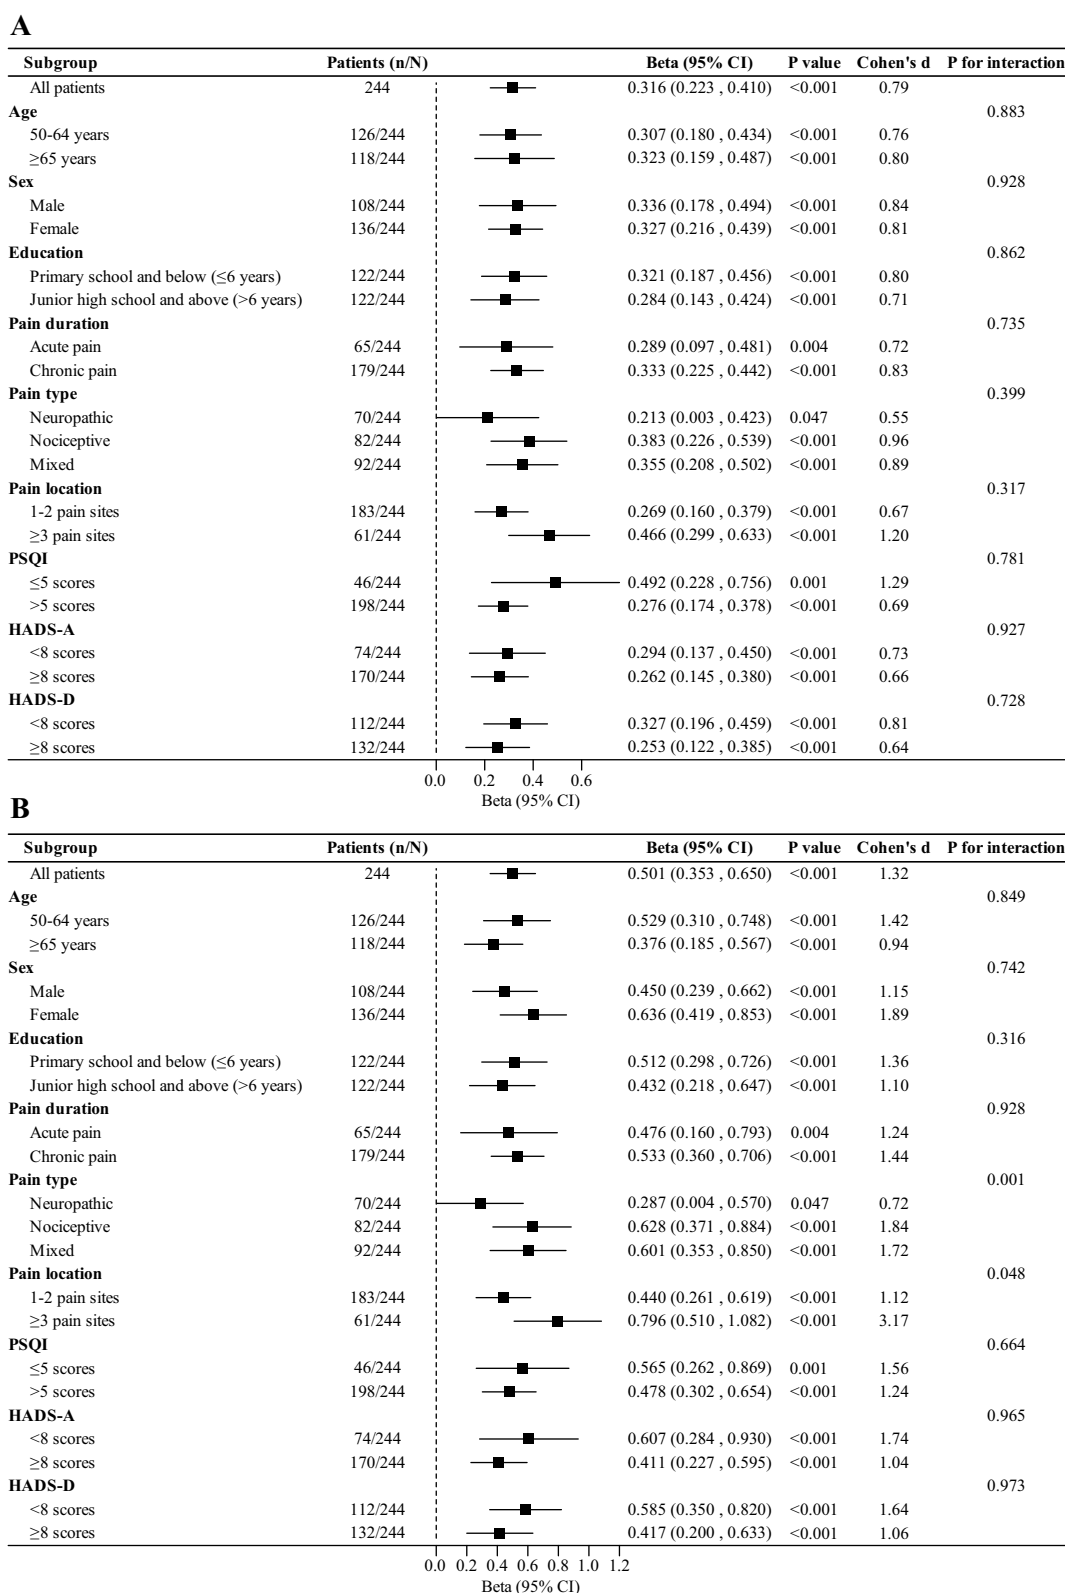 A
Subgroup Patients (n/N) Beta (95% CI) P value Cohen's d P for interaction
All patients 244 0.316 (0.223 , 0.410) <0.001 0.79
Age 0.883
50-64 years 126/244 0.307 (0.180 , 0.434) <0.001 0.76
≥65 years 118/244 0.323 (0.159 , 0.487) <0.001 0.80
Sex 0.928
Male 108/244 0.336 (0.178 , 0.494) <0.001 0.84
Female 136/244 0.327 (0.216 , 0.439) <0.001 0.81
Education 0.862
Primary school and below (≤6 years) 122/244 0.321 (0.187 , 0.456) <0.001 0.80
Junior high school and above (>6 years) 122/244 0.284 (0.143 , 0.424) <0.001 0.71
Pain duration 0.735
Acute pain 65/244 0.289 (0.097 , 0.481) 0.004 0.72
Chronic pain 179/244 0.333 (0.225 , 0.442) <0.001 0.83
Pain type 0.399
Neuropathic 70/244 0.213 (0.003 , 0.423) 0.047 0.55
Nociceptive 82/244 0.383 (0.226 , 0.539) <0.001 0.96
Mixed 92/244 0.355 (0.208 , 0.502) <0.001 0.89
Pain location 0.317
1-2 pain sites 183/244 0.269 (0.160 , 0.379) <0.001 0.67
≥3 pain sites 61/244 0.466 (0.299 , 0.633) <0.001 1.20
PSQI 0.781
≤5 scores 46/244 0.492 (0.228 , 0.756) 0.001 1.29
>5 scores 198/244 0.276 (0.174 , 0.378) <0.001 0.69
HADS-A 0.927
<8 scores 74/244 0.294 (0.137 , 0.450) <0.001 0.73
≥8 scores 170/244 0.262 (0.145 , 0.380) <0.001 0.66
HADS-D 0.728
<8 scores 112/244 0.327 (0.196 , 0.459) <0.001 0.81
≥8 scores 132/244 0.253 (0.122 , 0.385) <0.001 0.64
0.0 0.2 0.4 0.6
Beta (95% CI)
B
Subgroup Patients (n/N) Beta (95% CI) P value Cohen's d P for interaction
All patients 244 0.501 (0.353 , 0.650) <0.001 1.32
Age 0.849
50-64 years 126/244 0.529 (0.310 , 0.748) <0.001 1.42
≥65 years 118/244 0.376 (0.185 , 0.567) <0.001 0.94
Sex 0.742
Male 108/244 0.450 (0.239 , 0.662) <0.001 1.15
Female 136/244 0.636 (0.419 , 0.853) <0.001 1.89
Education 0.316
Primary school and below (≤6 years) 122/244 0.512 (0.298 , 0.726) <0.001 1.36
Junior high school and above (>6 years) 122/244 0.432 (0.218 , 0.647) <0.001 1.10
Pain duration 0.928
Acute pain 65/244 0.476 (0.160 , 0.793) 0.004 1.24
Chronic pain 179/244 0.533 (0.360 , 0.706) <0.001 1.44
Pain type 0.001
Neuropathic 70/244 0.287 (0.004 , 0.570) 0.047 0.72
Nociceptive 82/244 0.628 (0.371 , 0.884) <0.001 1.84
Mixed 92/244 0.601 (0.353 , 0.850) <0.001 1.72
Pain location 0.048
1-2 pain sites 183/244 0.440 (0.261 , 0.619) <0.001 1.12
≥3 pain sites 61/244 0.796 (0.510 , 1.082) <0.001 3.17
PSQI 0.664
≤5 scores 46/244 0.565 (0.262 , 0.869) 0.001 1.56
>5 scores 198/244 0.478 (0.302 , 0.654) <0.001 1.24
HADS-A 0.965
<8 scores 74/244 0.607 (0.284 , 0.930) <0.001 1.74
≥8 scores 170/244 0.411 (0.227 , 0.595) <0.001 1.04
HADS-D 0.973
<8 scores 112/244 0.585 (0.350 , 0.820) <0.001 1.64
≥8 scores 132/244 0.417 (0.200 , 0.633) <0.001 1.06
0.0 0.2 0.4 0.6 0.8 1.0 1.2
Beta (95% CI)